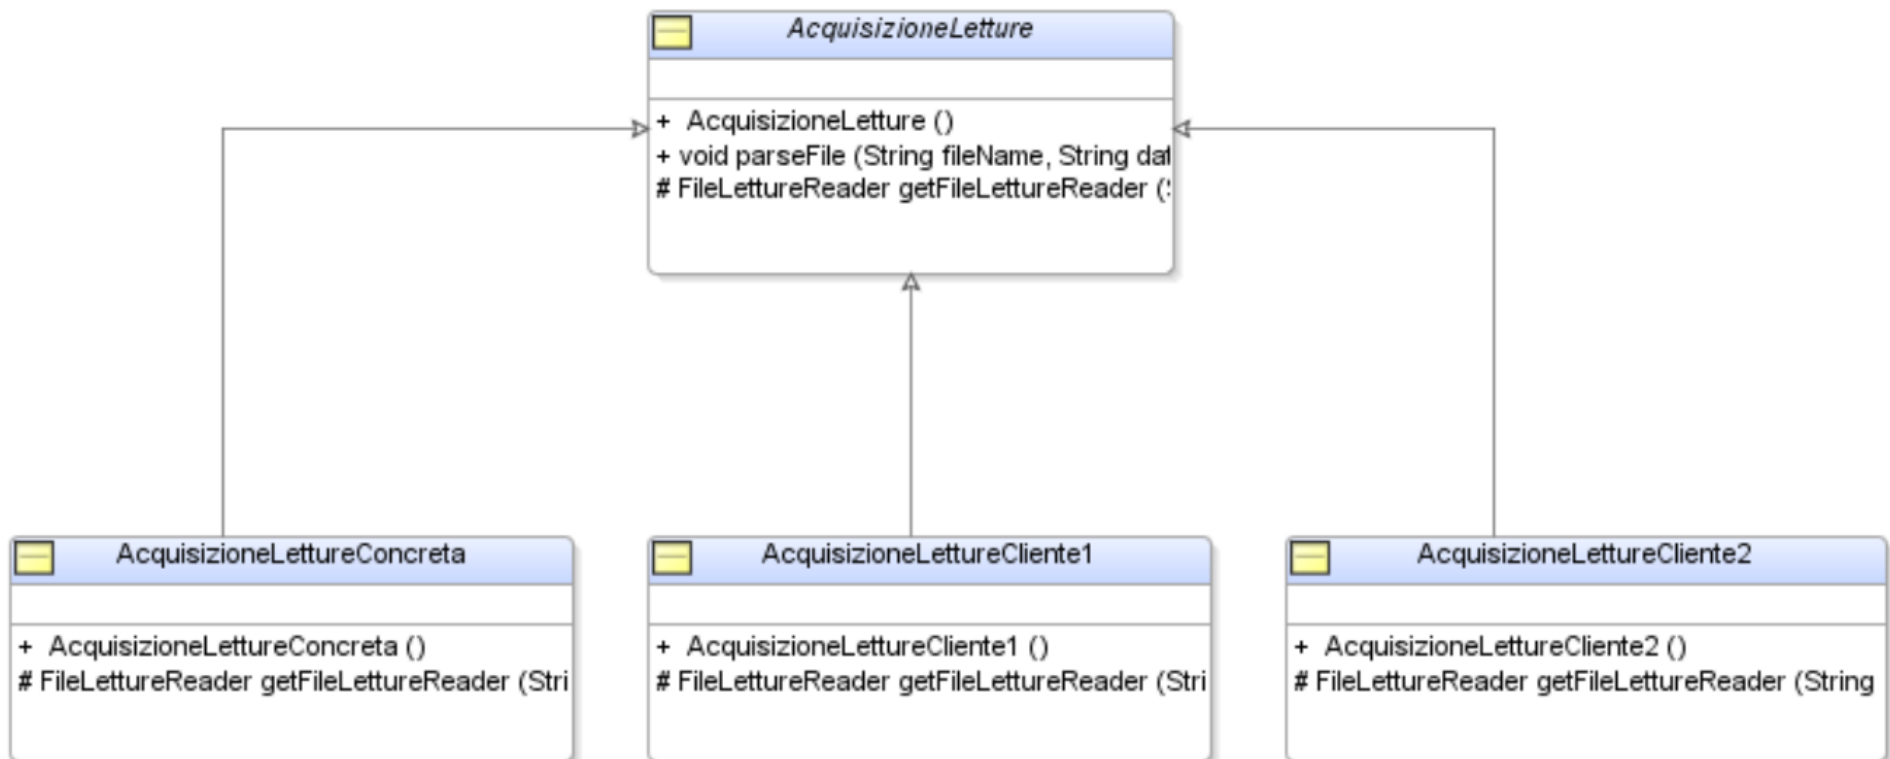 AcquisizioneLetture
+ AcquisizioneLetture ()
+ void parseFile (String fileName, String dat
# FileLettureReader getFileLettureReader (S
AcquisizioneLettureConcreta
+ AcquisizioneLettureConcreta ()
# FileLettureReader getFileLettureReader (Stri
AcquisizioneLettureCliente1
+ AcquisizioneLettureCliente1 ()
# FileLettureReader getFileLettureReader (Stri
AcquisizioneLettureCliente2
+ AcquisizioneLettureCliente2 ()
# FileLettureReader getFileLettureReader (String